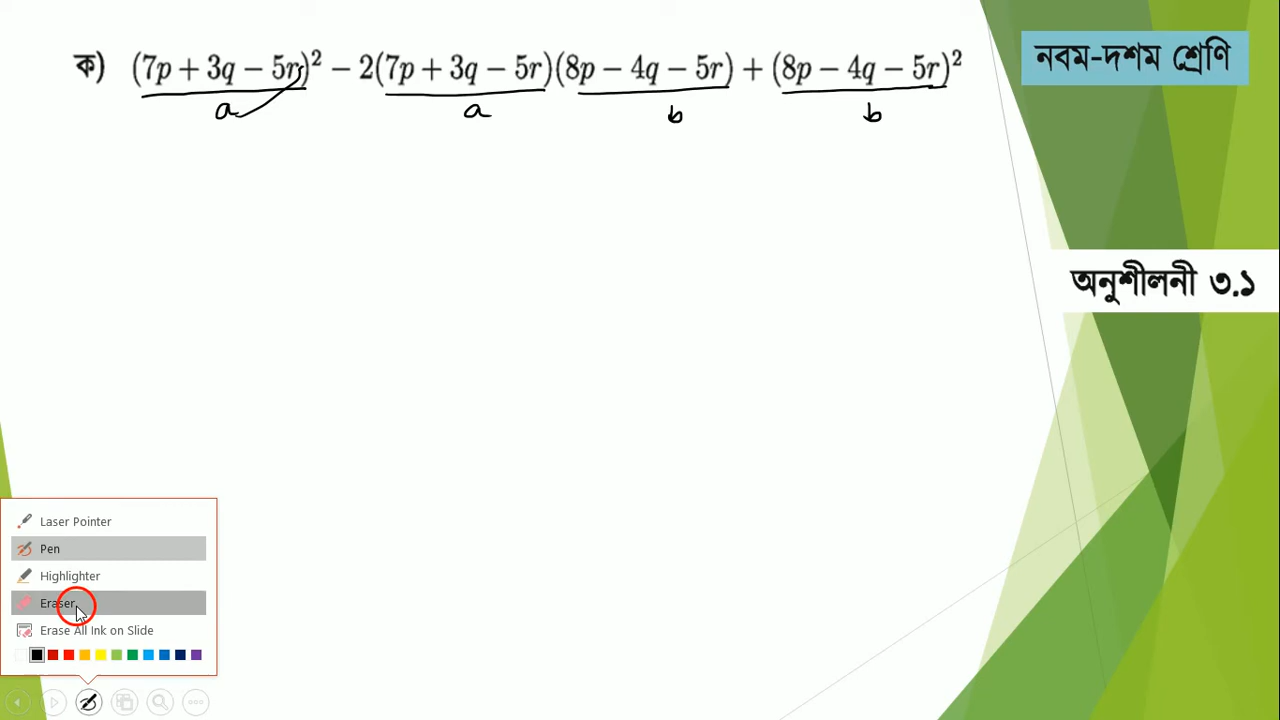 ক) (7p + 3q − 5r)² − 2(7p + 3q − 5r)(8p − 4q − 5r) + (8p − 4q − 5r)²
a a b b
নবম-দশম শ্রেণি
অনুশীলনী ৩.১
Laser Pointer
Pen
Highlighter
Eraser
Erase All Ink on Slide